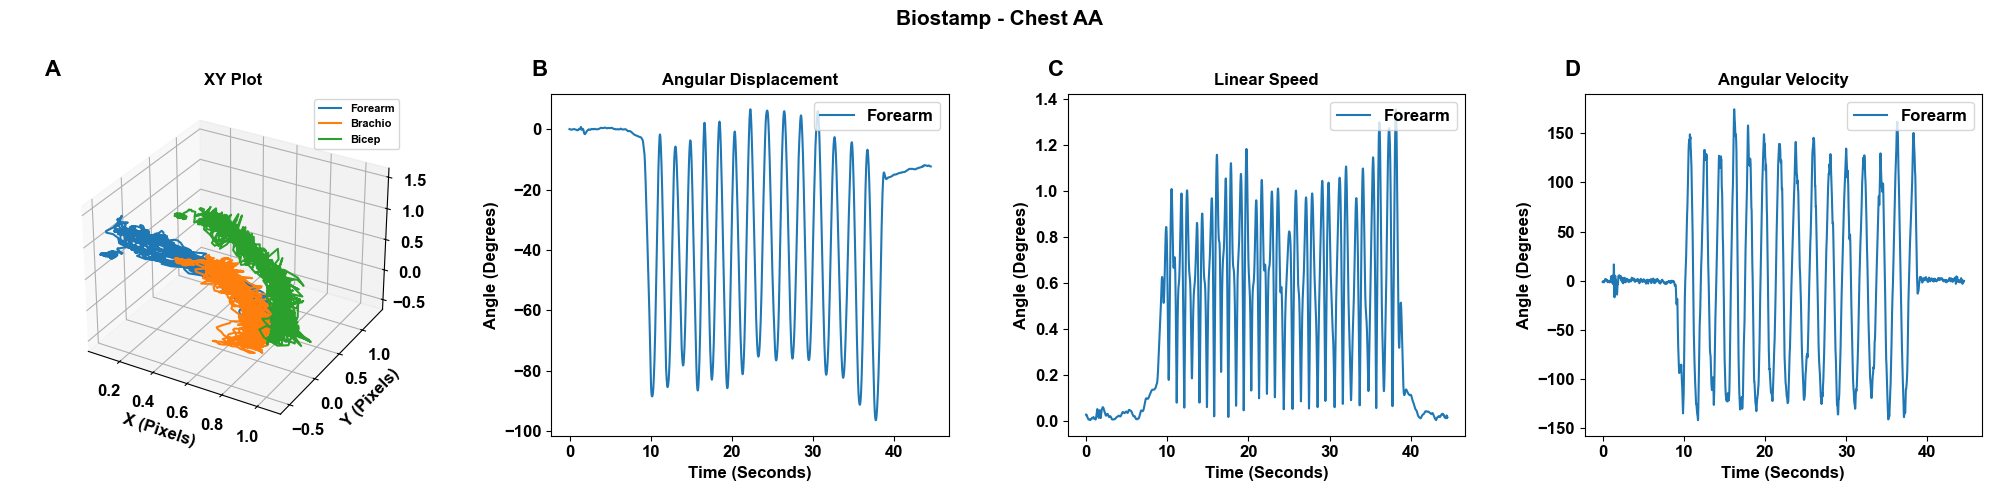 Biostamp - Chest AA
A
XY Plot
Forearm
Brachio
Bicep
1.5
1.0
0.5
0.0
−0.5
0.2
0.4
0.6
0.8
1.0
X (Pixels)
−0.5
0.0
0.5
1.0
Y (Pixels)
B
Angular Displacement
Forearm
0
−20
−40
−60
−80
−100
Angle (Degrees)
0 10 20 30 40
Time (Seconds)
C
Linear Speed
Forearm
1.4
1.2
1.0
0.8
0.6
0.4
0.2
0.0
Angle (Degrees)
0 10 20 30 40
Time (Seconds)
D
Angular Velocity
Forearm
150
100
50
0
−50
−100
−150
Angle (Degrees)
0 10 20 30 40
Time (Seconds)